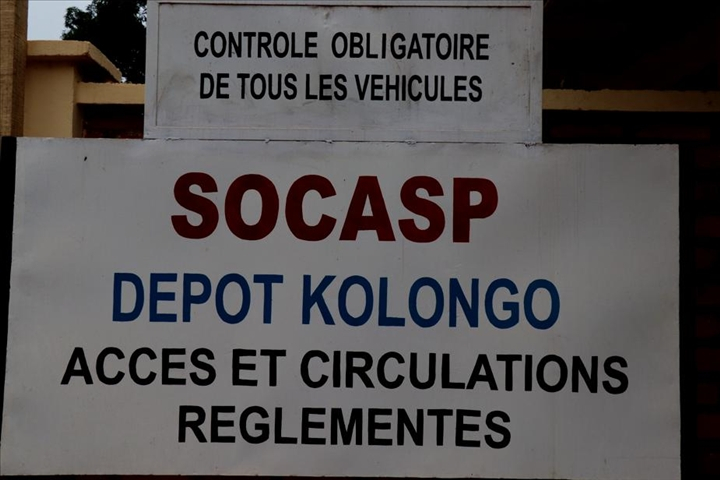 CONTROLE OBLIGATOIRE
DE TOUS LES VEHICULES
SOCASP
DEPOT KOLONGO
ACCES ET CIRCULATIONS
REGLEMENTES